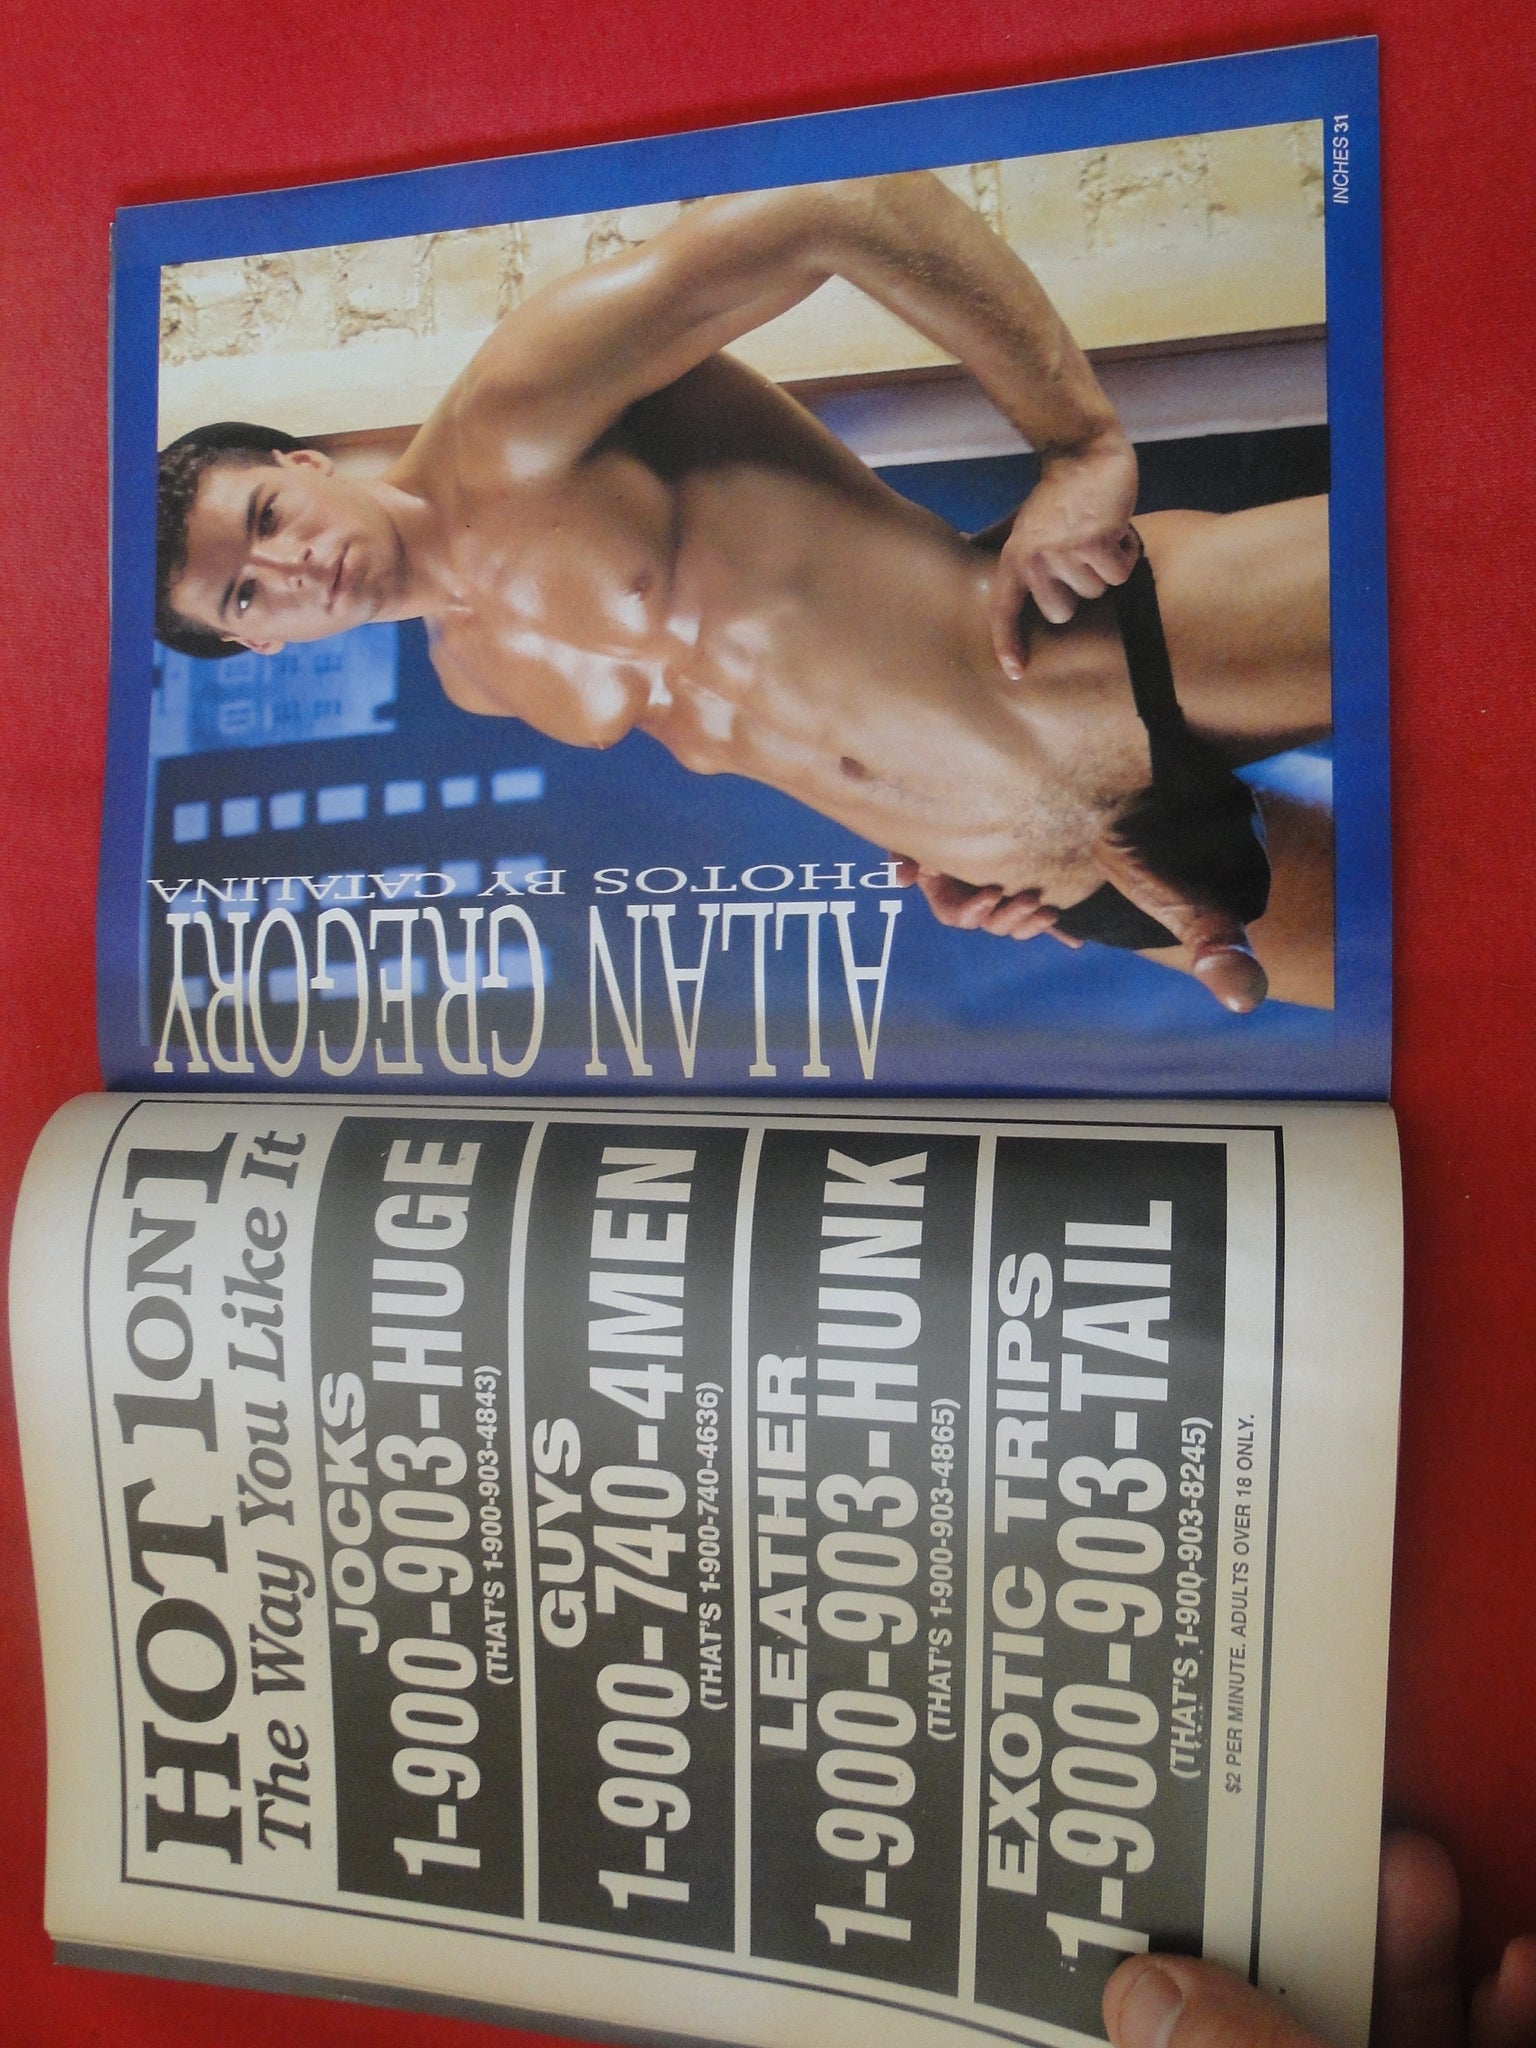 HOT 1 ON 1
The Way You Like It
JOCKS
1-900-903-HUGE
(THAT'S 1-900-903-4843)
GUYS
1-900-740-4MEN
(THAT'S 1-900-740-4636)
LEATHER
1-900-903-HUNK
(THAT'S 1-900-903-4865)
EXOTIC TRIPS
1-900-903-TAIL
(THAT'S 1-900-903-8245)
$2 PER MINUTE. ADULTS OVER 18 ONLY.
ALLAN GREGORY
PHOTOS BY CATALINA
INCHES 31